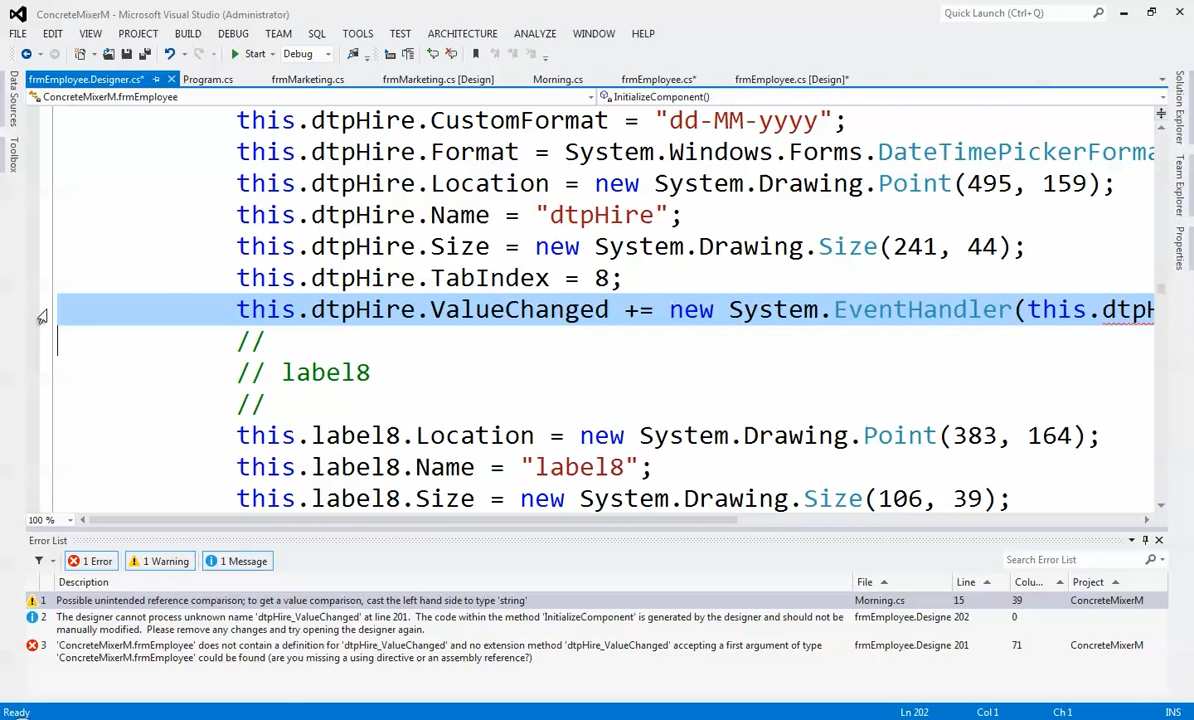 ConcreteMixerM - Microsoft Visual Studio (Administrator)
Quick Launch (Ctrl+Q)
FILE EDIT VIEW PROJECT BUILD DEBUG TEAM SQL TOOLS TEST ARCHITECTURE ANALYZE WINDOW HELP
Start Debug
frmEmployee.Designer.cs* Program.cs frmMarketing.cs frmMarketing.cs [Design] Morning.cs frmEmployee.cs* frmEmployee.cs [Design]*
ConcreteMixerM.frmEmployee InitializeComponent()
Data Sources
Toolbox
Solution Explorer
Team Explorer
Properties
this.dtpHire.CustomFormat = "dd-MM-yyyy";
this.dtpHire.Format = System.Windows.Forms.DateTimePickerForma
this.dtpHire.Location = new System.Drawing.Point(495, 159);
this.dtpHire.Name = "dtpHire";
this.dtpHire.Size = new System.Drawing.Size(241, 44);
this.dtpHire.TabIndex = 8;
this.dtpHire.ValueChanged += new System.EventHandler(this.dtpH
//
// label8
//
this.label8.Location = new System.Drawing.Point(383, 164);
this.label8.Name = "label8";
this.label8.Size = new System.Drawing.Size(106, 39);
100 %
Error List
1 Error 1 Warning 1 Message
Search Error List
Description File Line Colu... Project
1 Possible unintended reference comparison; to get a value comparison, cast the left hand side to type 'string' Morning.cs 15 39 ConcreteMixerM
2 The designer cannot process unknown name 'dtpHire_ValueChanged' at line 201. The code within the method 'InitializeComponent' is generated by the designer and should not be frmEmployee.Designe 202 0
manually modified. Please remove any changes and try opening the designer again.
3 'ConcreteMixerM.frmEmployee' does not contain a definition for 'dtpHire_ValueChanged' and no extension method 'dtpHire_ValueChanged' accepting a first argument of type frmEmployee.Designe 201 71 ConcreteMixerM
'ConcreteMixerM.frmEmployee' could be found (are you missing a using directive or an assembly reference?)
Ready Ln 202 Col 1 Ch 1 INS